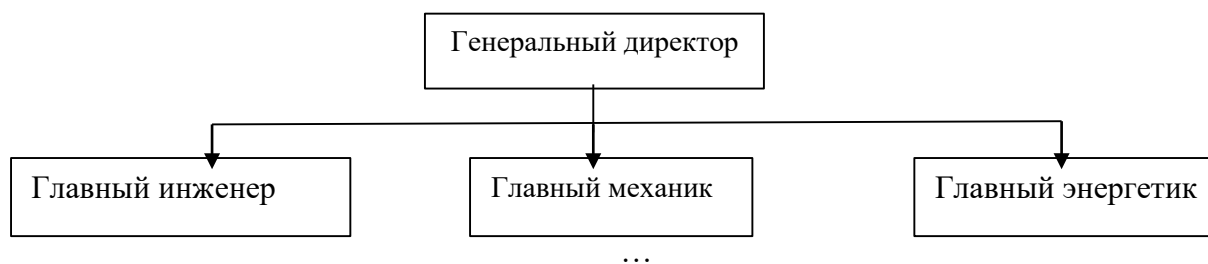 Генеральный директор
Главный инженер
Главный механик
Главный энергетик
…